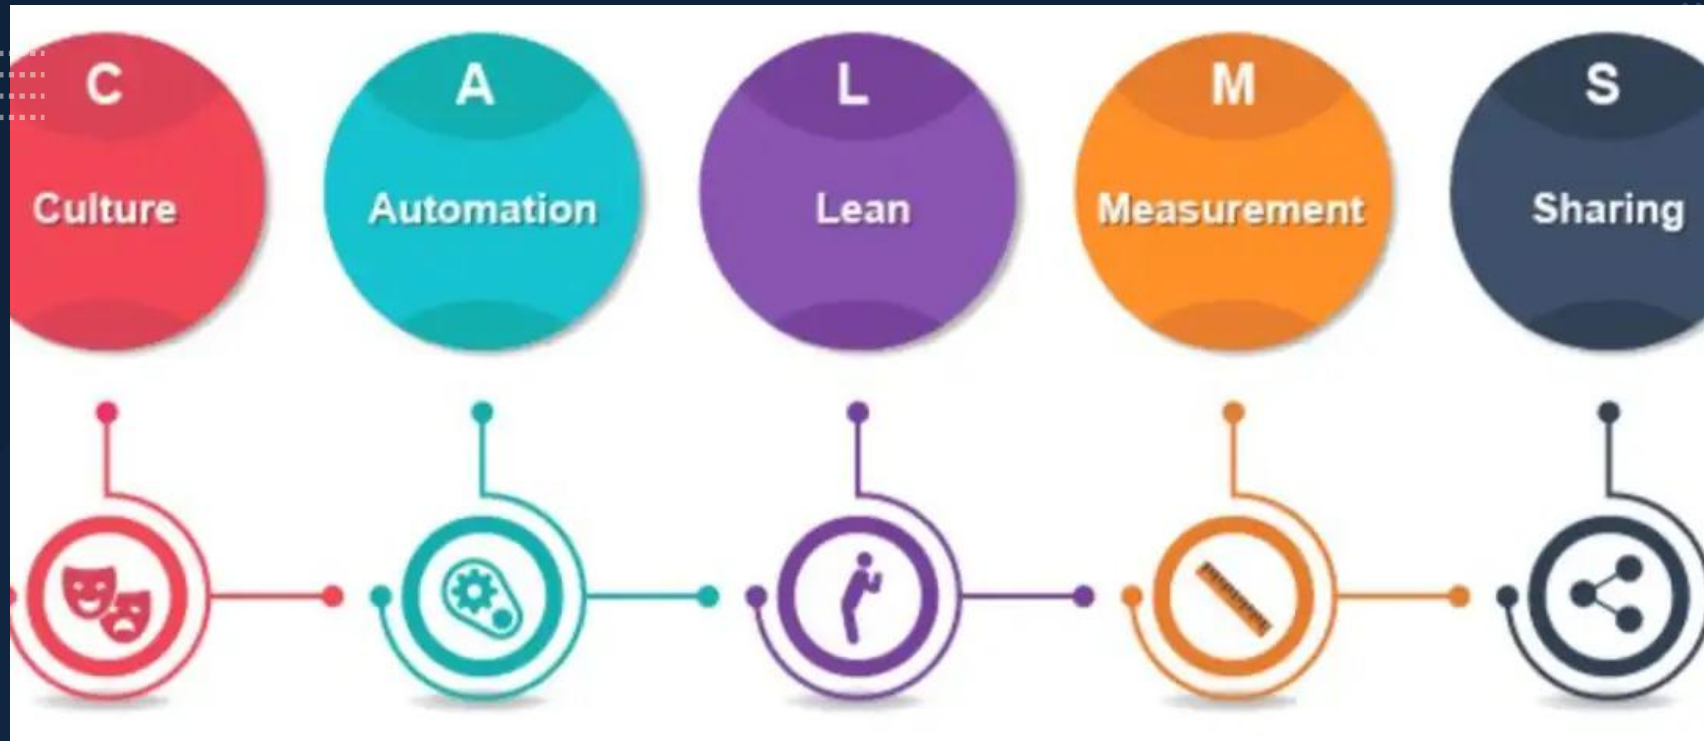 C
Culture
A
Automation
L
Lean
M
Measurement
S
Sharing